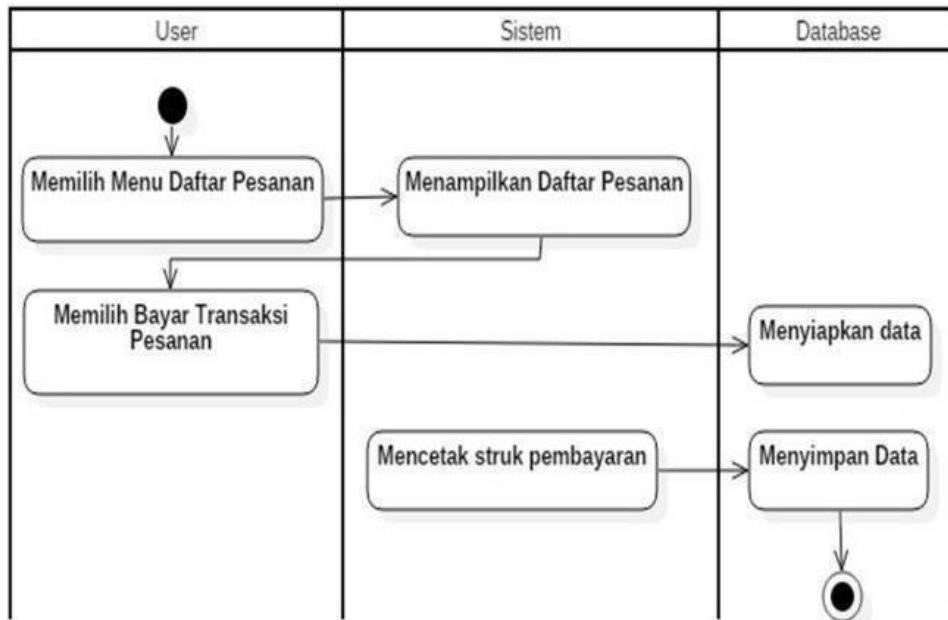 User
Sistem
Database
Memilih Menu Daftar Pesanan
Menampilkan Daftar Pesanan
Memilih Bayar Transaksi
Pesanan
Menyiapkan data
Mencetak struk pembayaran
Menyimpan Data